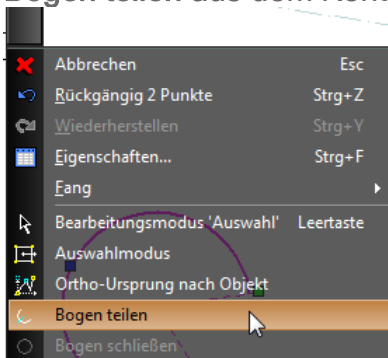 Bogen teilen aus dem Kont
Abbrechen Esc
Rückgängig 2 Punkte Strg+Z
Wiederherstellen Strg+Y
Eigenschaften... Strg+F
Fang
Bearbeitungsmodus 'Auswahl' Leertaste
Auswahlmodus
Ortho-Ursprung nach Objekt
Bogen teilen
Bogen schließen